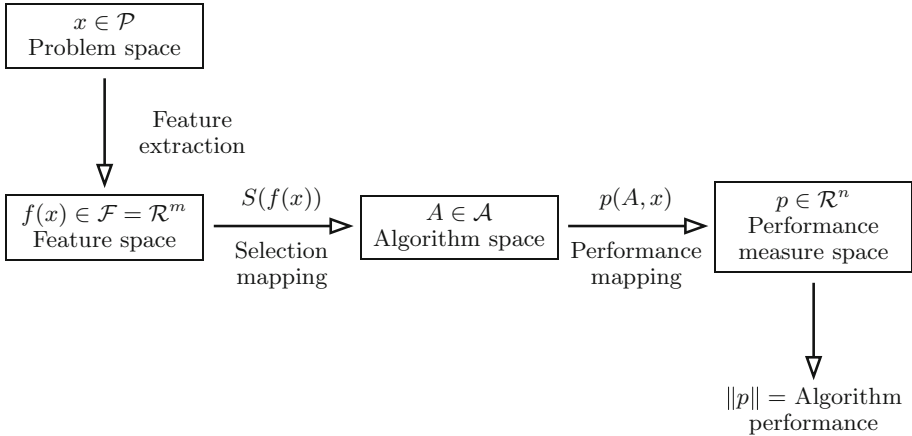 x ∈ 𝒫
Problem space
Feature
extraction
f(x) ∈ ℱ = ℛ^m
Feature space
S(f(x))
Selection
mapping
A ∈ 𝒜
Algorithm space
p(A, x)
Performance
mapping
p ∈ ℛ^n
Performance
measure space
‖p‖ = Algorithm
performance